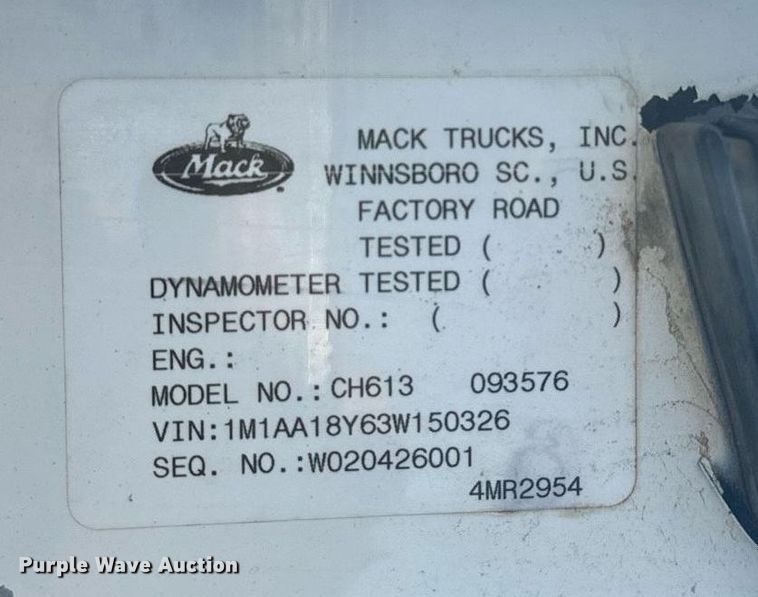 Mack
MACK TRUCKS, INC.
WINNSBORO SC., U.S.
FACTORY ROAD
TESTED (          )
DYNAMOMETER TESTED (          )
INSPECTOR NO.: (          )
ENG.:
MODEL NO.:CH613 093576
VIN:1M1AA18Y63W150326
SEQ. NO.:W020426001
4MR2954
Purple Wave Auction